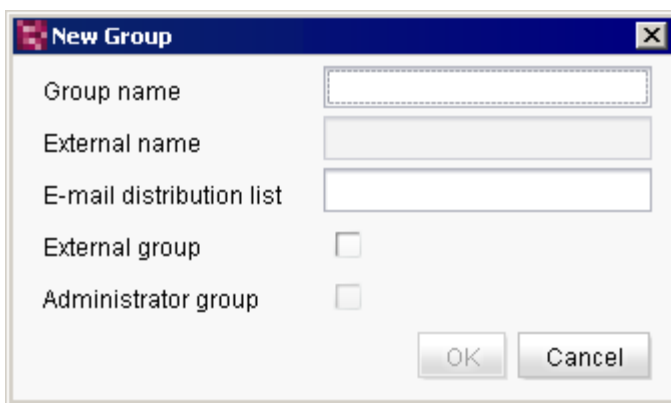 New Group
Group name
External name
E-mail distribution list
External group
Administrator group
OK Cancel